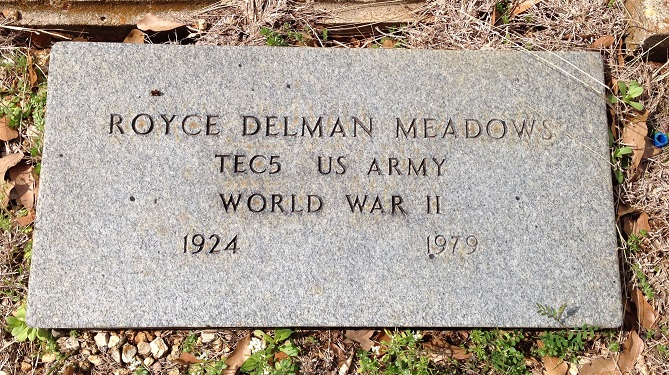 ROYCE DELMAN MEADOWS
TEC5 US ARMY
WORLD WAR II
1924 1979